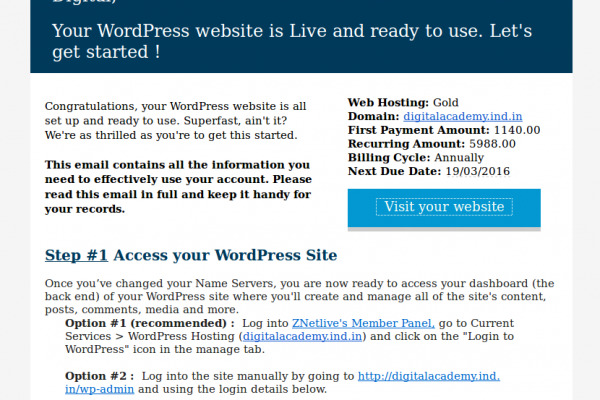 Digital,
Your WordPress website is Live and ready to use. Let's
get started !
Congratulations, your WordPress website is all
set up and ready to use. Superfast, ain't it?
We're as thrilled as you're to get this started.
This email contains all the information you
need to effectively use your account. Please
read this email in full and keep it handy for
your records.
Web Hosting: Gold
Domain: digitalacademy.ind.in
First Payment Amount: 1140.00
Recurring Amount: 5988.00
Billing Cycle: Annually
Next Due Date: 19/03/2016
Visit your website
Step #1 Access your WordPress Site
Once you've changed your Name Servers, you are now ready to access your dashboard (the
back end) of your WordPress site where you'll create and manage all of the site's content,
posts, comments, media and more.
Option #1 (recommended) : Log into ZNetlive's Member Panel, go to Current
Services > WordPress Hosting (digitalacademy.ind.in) and click on the "Login to
WordPress" icon in the manage tab.
Option #2 : Log into the site manually by going to http://digitalacademy.ind.
in/wp-admin and using the login details below.